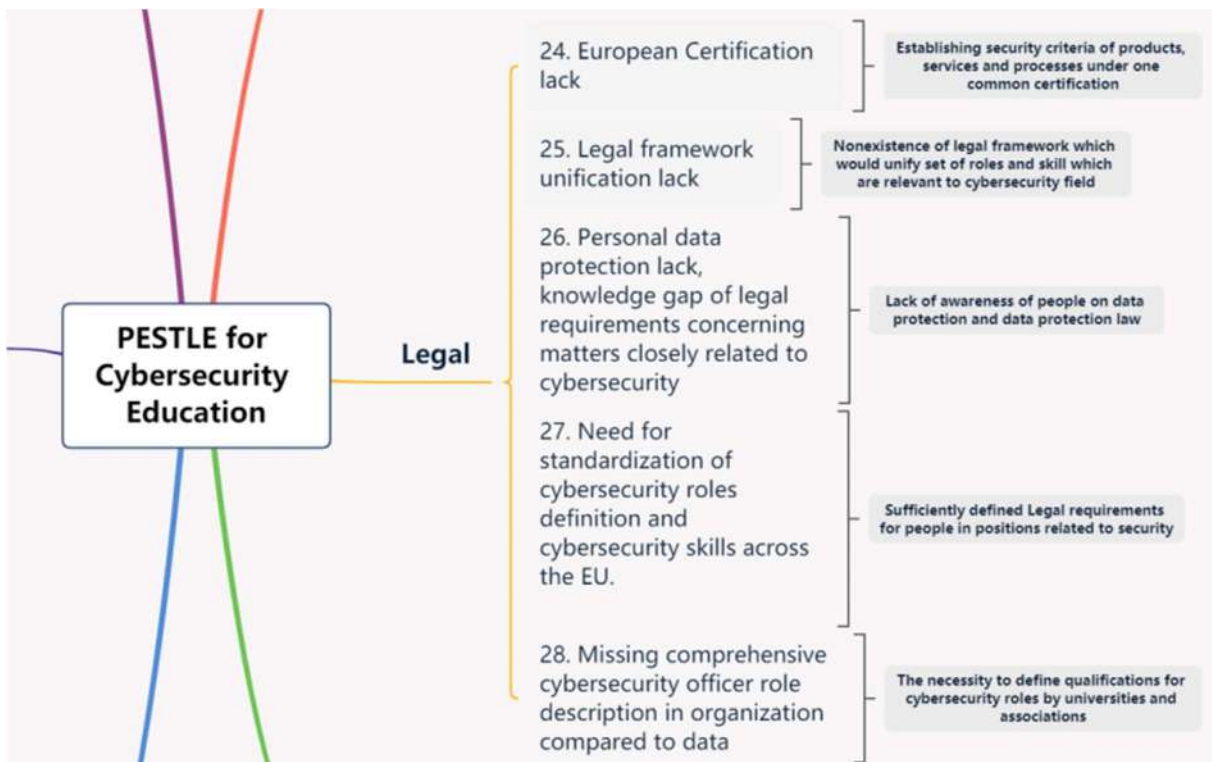 PESTLE for
Cybersecurity
Education
Legal
24. European Certification
lack
Establishing security criteria of products,
services and processes under one
common certification
25. Legal framework
unification lack
Nonexistence of legal framework which
would unify set of roles and skill which
are relevant to cybersecurity field
26. Personal data
protection lack,
knowledge gap of legal
requirements concerning
matters closely related to
cybersecurity
Lack of awareness of people on data
protection and data protection law
27. Need for
standardization of
cybersecurity roles
definition and
cybersecurity skills across
the EU.
Sufficiently defined Legal requirements
for people in positions related to security
28. Missing comprehensive
cybersecurity officer role
description in organization
compared to data
The necessity to define qualifications for
cybersecurity roles by universities and
associations